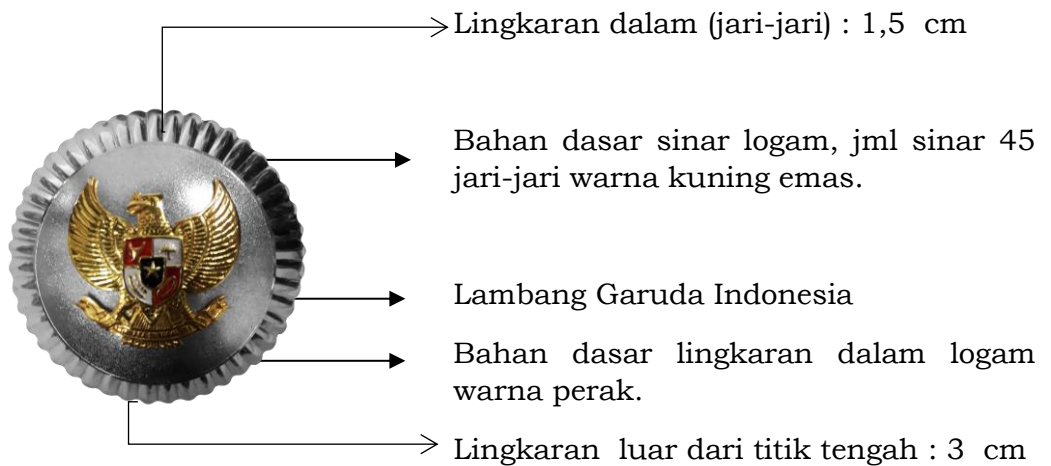 Lingkaran dalam (jari-jari) : 1,5 cm
Bahan dasar sinar logam, jml sinar 45
jari-jari warna kuning emas.
Lambang Garuda Indonesia
Bahan dasar lingkaran dalam logam
warna perak.
Lingkaran luar dari titik tengah : 3 cm